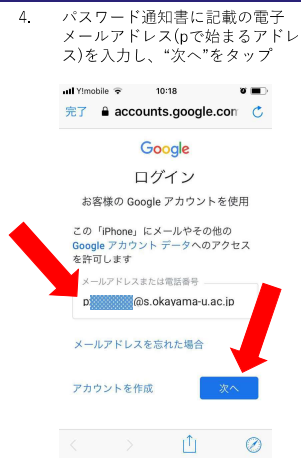 4. パスワード通知書に記載の電子
メールアドレス(pで始まるアドレ
ス)を入力し、“次へ”をタップ
Y!mobile 10:18
完了 accounts.google.con
Google
ログイン
お客様の Google アカウントを使用
この「iPhone」にメールやその他の
Google アカウント データへのアクセス
を許可します
メールアドレスまたは電話番号
p @s.okayama-u.ac.jp
メールアドレスを忘れた場合
アカウントを作成 次へ